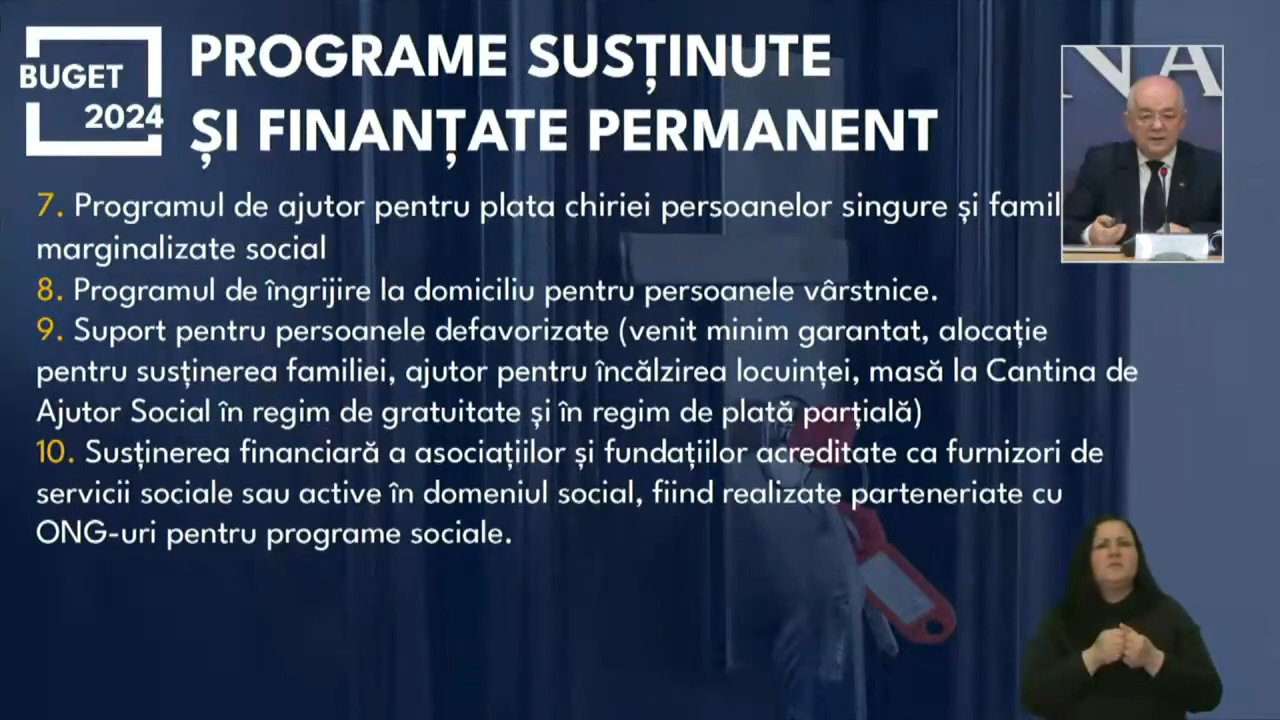 BUGET
2024
PROGRAME SUSȚINUTE
ȘI FINANȚATE PERMANENT
7. Programul de ajutor pentru plata chiriei persoanelor singure și famil
marginalizate social
8. Programul de îngrijire la domiciliu pentru persoanele vârstnice.
9. Suport pentru persoanele defavorizate (venit minim garantat, alocație
pentru susținerea familiei, ajutor pentru încălzirea locuinței, masă la Cantina de
Ajutor Social în regim de gratuitate și în regim de plată parțială)
10. Susținerea financiară a asociațiilor și fundațiilor acreditate ca furnizori de
servicii sociale sau active în domeniul social, fiind realizate parteneriate cu
ONG-uri pentru programe sociale.
NA